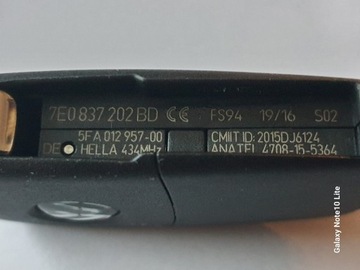 7E0 837 202 BD CE FS94 19/16 S02
5FA 012 957-00 CMIIT ID: 2015DJ6124
DE HELLA 434MHz ANATEL 4708-15-5364
Galaxy Note10 Lite